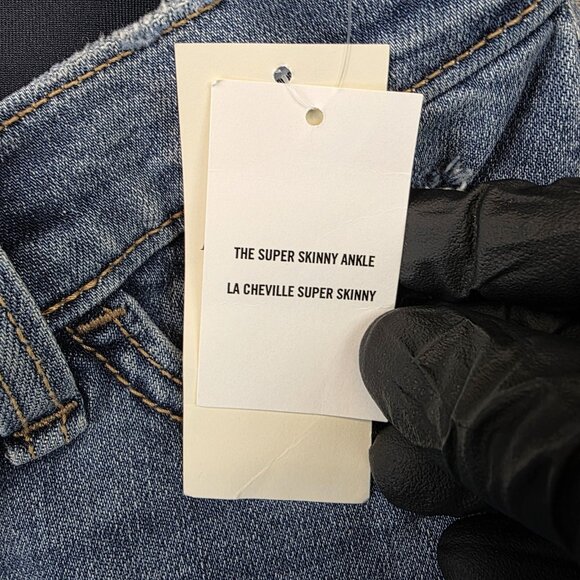 THE SUPER SKINNY ANKLE
LA CHEVILLE SUPER SKINNY